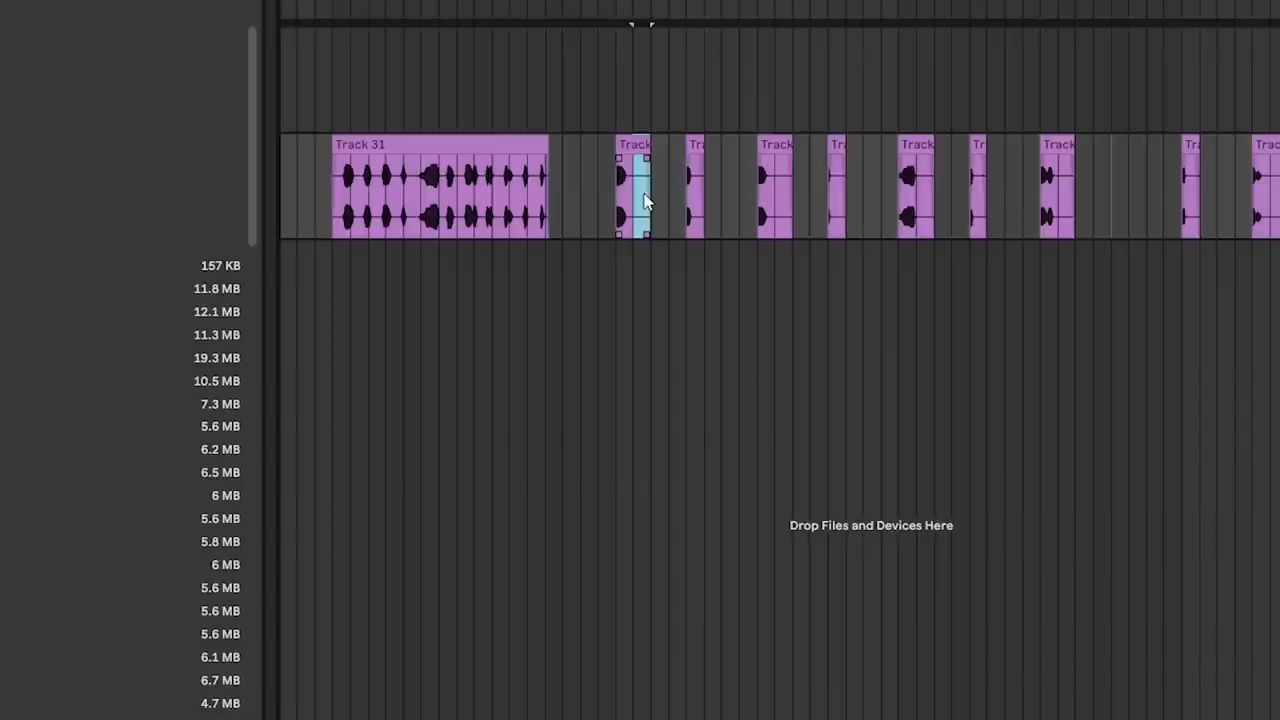 Track 31
Track
Tra
Track
Tra
Track
Tr
Track
Tra
Trac
157 KB
11.8 MB
12.1 MB
11.3 MB
19.3 MB
10.5 MB
7.3 MB
5.6 MB
6.2 MB
6.5 MB
6 MB
5.6 MB
Drop Files and Devices Here
5.8 MB
6 MB
5.6 MB
5.6 MB
5.6 MB
6.1 MB
6.7 MB
4.7 MB